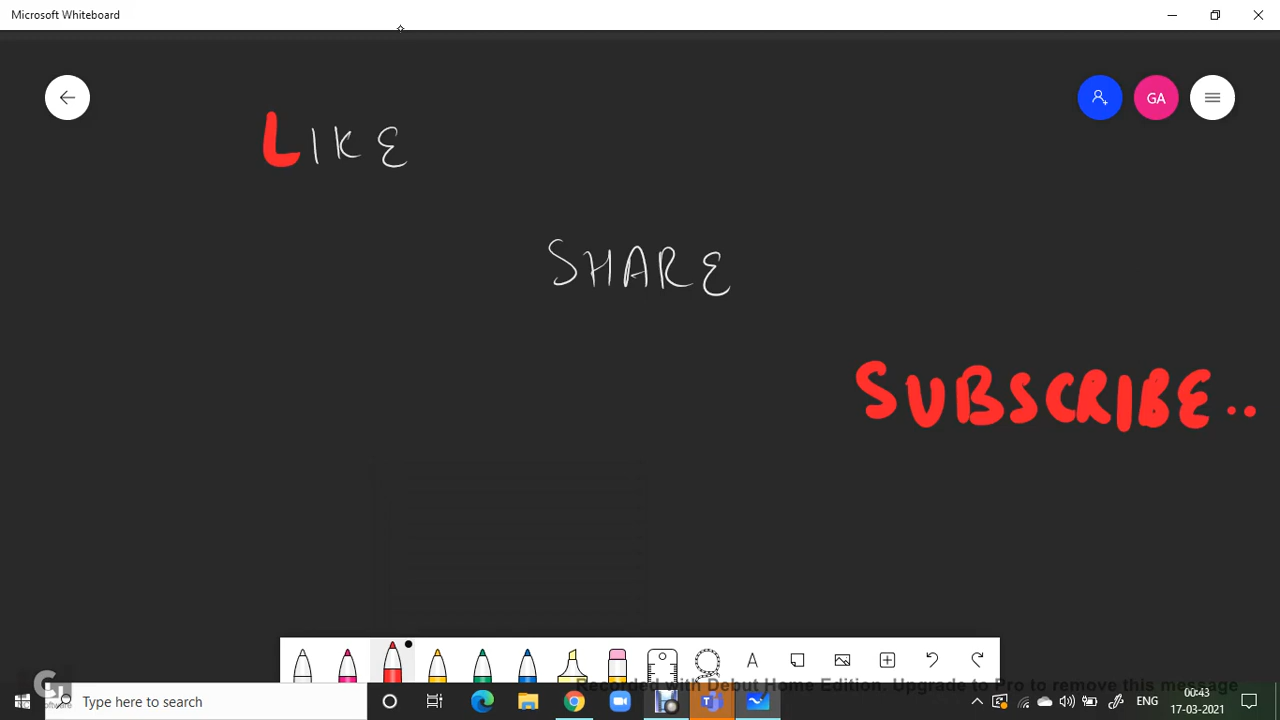 Microsoft Whiteboard
GA
LIKE
SHARE
SUBSCRIBE..
A
Recorded with Debut Home Edition. Upgrade to Pro to remove this message
Software
Type here to search
ENG
00:43
17-03-2021